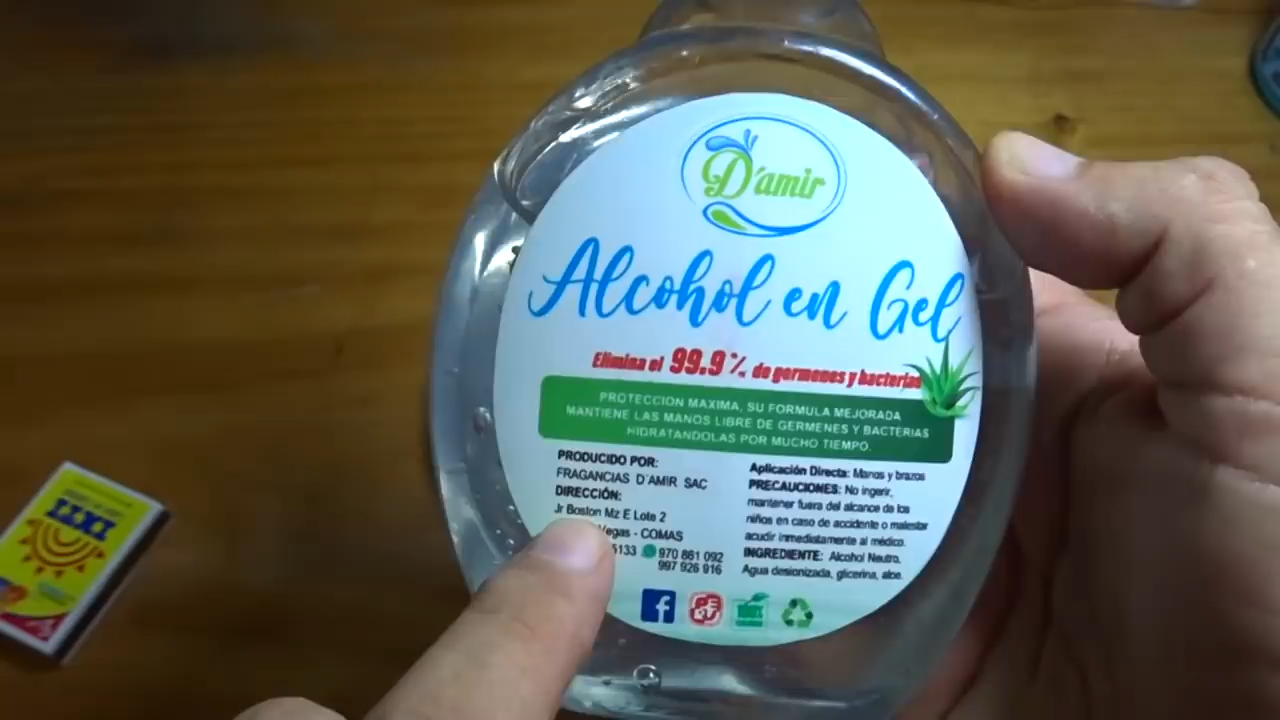 D'amir
Alcohol en Gel
Elimina el 99.9% de germenes y bacterias
PROTECCION MAXIMA, SU FORMULA MEJORADA
MANTIENE LAS MANOS LIBRE DE GERMENES Y BACTERIAS
HIDRATANDOLAS POR MUCHO TIEMPO.
PRODUCIDO POR:
FRAGANCIAS D'AMIR SAC
DIRECCIÓN:
Jr Boston Mz E Lote 2
Vegas - COMAS
5133 970 861 092
997 926 916
Aplicación Directa: Manos y brazos
PRECAUCIONES: No ingerir,
mantener fuera del alcance de los
niños en caso de accidente o malestar
acudir inmediatamente al médico.
INGREDIENTE: Alcohol Neutro,
Agua desionizada, glicerina, aloe.
f
100%